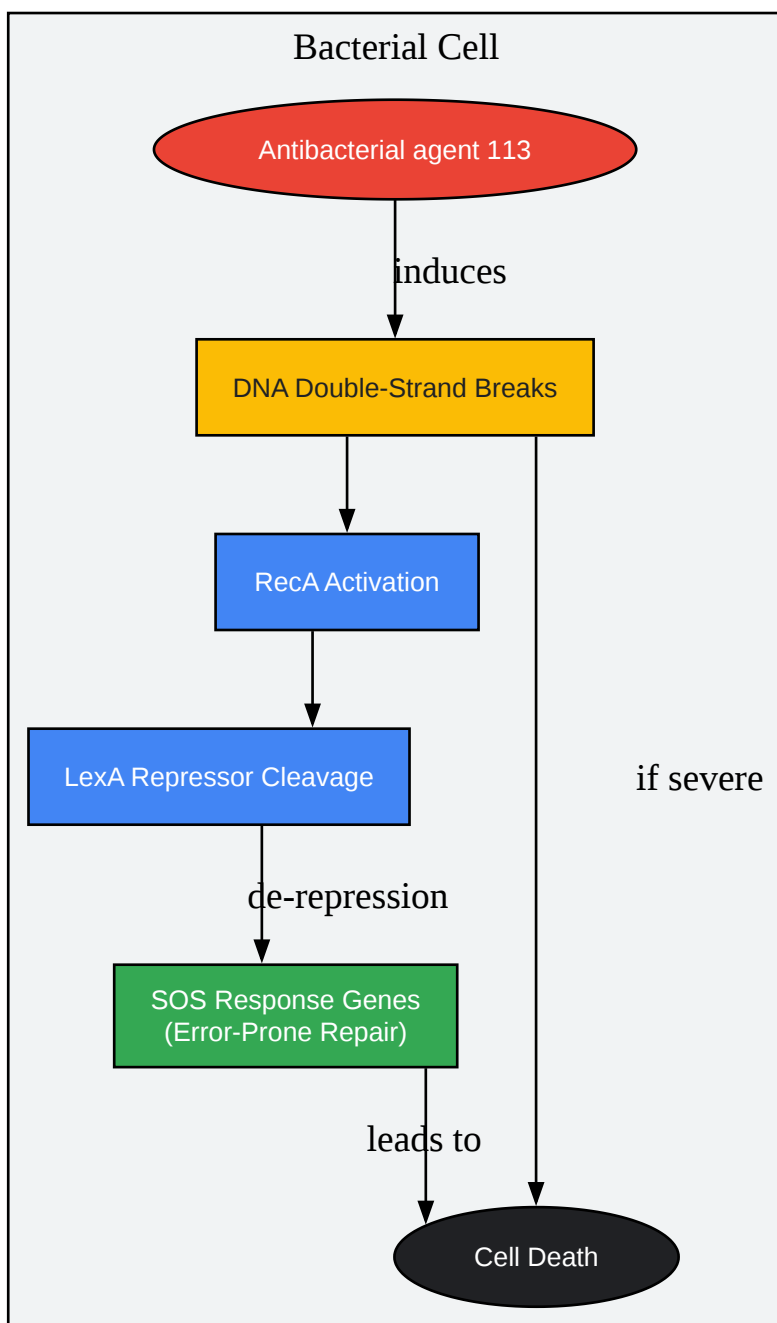 Bacterial Cell
Antibacterial agent 113
induces
DNA Double-Strand Breaks
RecA Activation
LexA Repressor Cleavage
if severe
de-repression
SOS Response Genes
(Error-Prone Repair)
leads to
Cell Death